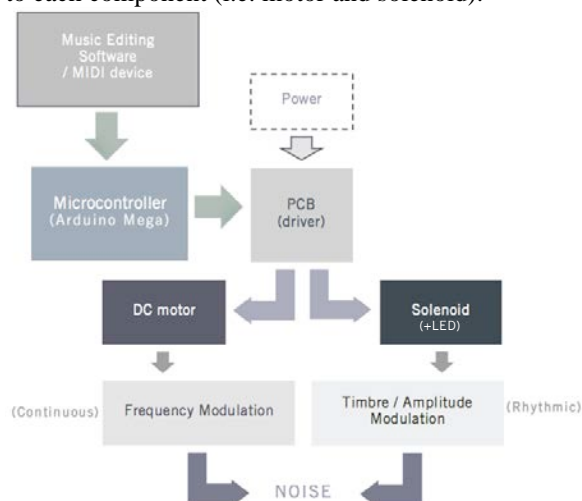 to each component (i.e. motor and solenoid).
Music Editing
Software
/ MIDI device
Power
Microcontroller
(Arduino Mega)
PCB
(driver)
DC motor
Solenoid
(+LED)
(Continuous)
Frequency Modulation
Timbre / Amplitude
Modulation
(Rhythmic)
NOISE